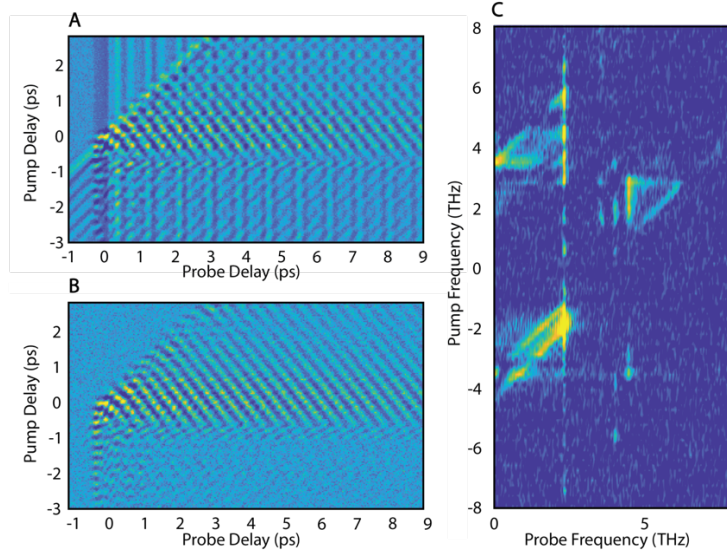 A
Pump Delay (ps)
2
1
0
-1
-2
-3
-1 0 1 2 3 4 5 6 7 8 9
Probe Delay (ps)
B
Pump Delay (ps)
2
1
0
-1
-2
-3
-1 0 1 2 3 4 5 6 7 8 9
Probe Delay (ps)
C
Pump Frequency (THz)
8
6
4
2
0
-2
-4
-6
-8
0 5
Probe Frequency (THz)